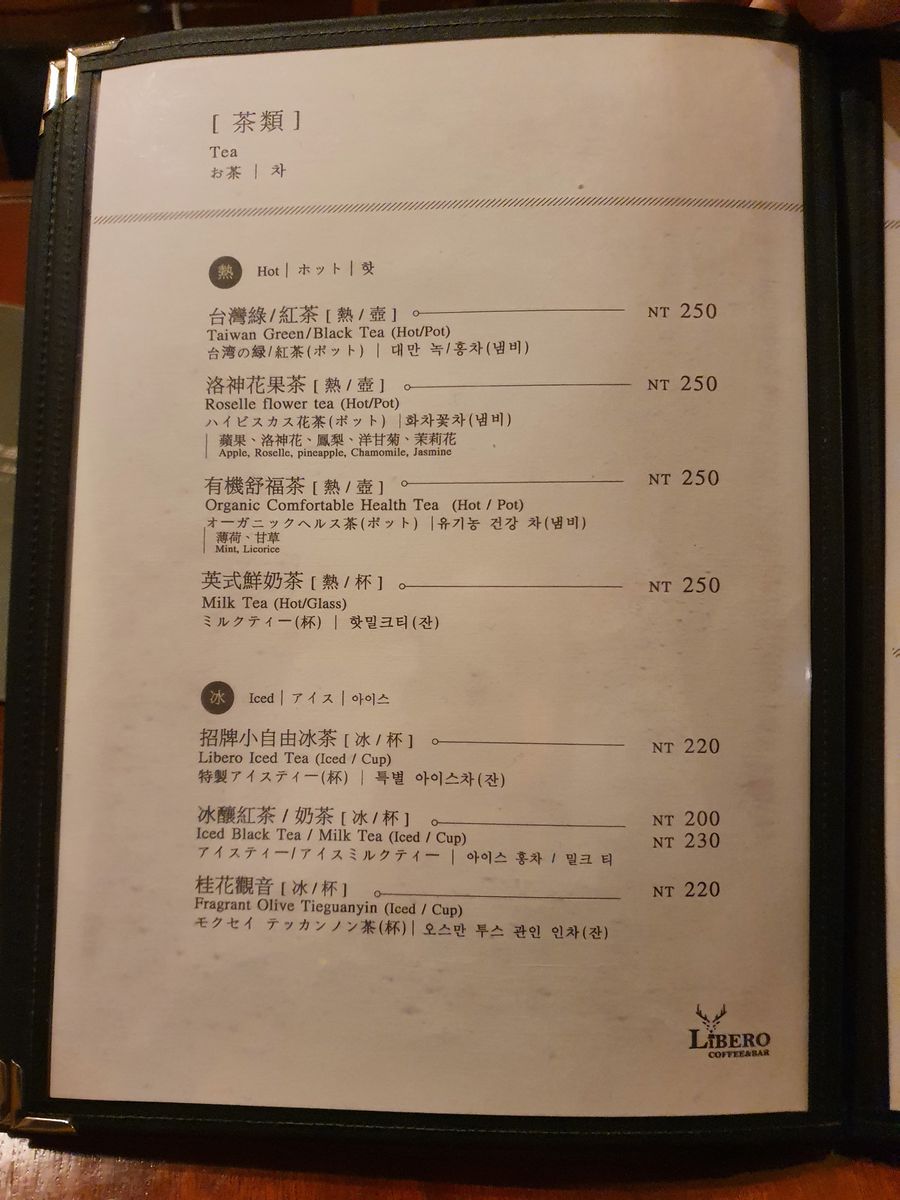 [ 茶類 ]
Tea
お茶 | 차
熱 Hot | ホット | 핫
台灣綠/紅茶 [ 熱 / 壺 ] NT 250
Taiwan Green/Black Tea (Hot/Pot)
台湾の緑/紅茶(ポット) | 대만 녹/홍차(냄비)
洛神花果茶 [ 熱 / 壺 ] NT 250
Roselle flower tea (Hot/Pot)
ハイビスカス花茶(ポット) |화차꽃차(냄비)
蘋果、洛神花、鳳梨、洋甘菊、茉莉花
Apple, Roselle, pineapple, Chamomile, Jasmine
有機舒福茶 [ 熱 / 壺 ] NT 250
Organic Comfortable Health Tea (Hot / Pot)
オーガニックヘルス茶(ポット) |유기농 건강 차(냄비)
薄荷、甘草
Mint, Licorice
英式鮮奶茶 [ 熱 / 杯 ] NT 250
Milk Tea (Hot/Glass)
ミルクティー(杯) | 핫밀크티(잔)
冰 Iced | アイス | 아이스
招牌小自由冰茶 [ 冰 / 杯 ] NT 220
Libero Iced Tea (Iced / Cup)
特製アイスティー(杯) | 특별 아이스차(잔)
冰釀紅茶 / 奶茶 [ 冰 / 杯 ] NT 200
NT 230
Iced Black Tea / Milk Tea (Iced / Cup)
アイスティー/アイスミルクティー | 아이스 홍차 / 밀크 티
桂花觀音 [ 冰 / 杯 ] NT 220
Fragrant Olive Tieguanyin (Iced / Cup)
モクセイ テッカンノン茶(杯)| 오스만 투스 관인 인차(잔)
LiBERO
COFFEE&BAR